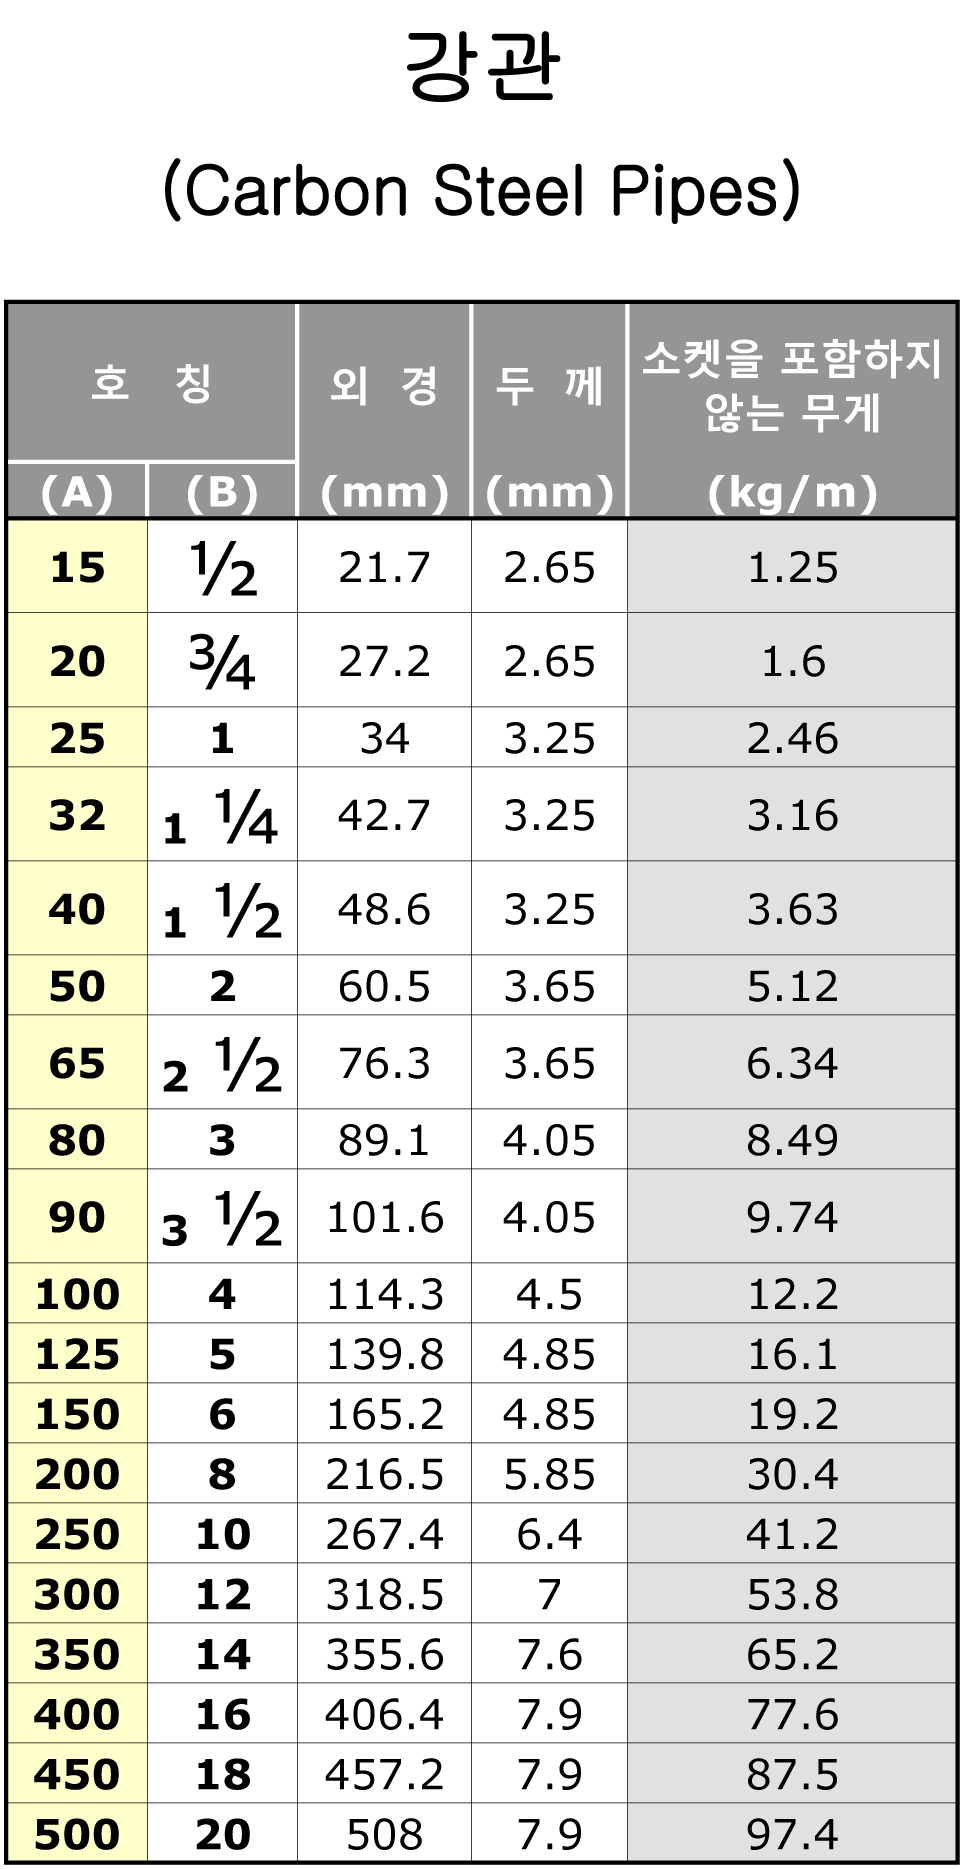 강관
(Carbon Steel Pipes)
호 칭 외 경 두 께 소켓을 포함하지
않는 무게
(A) (B) (mm) (mm) (kg/m)
15 ½ 21.7 2.65 1.25
20 ¾ 27.2 2.65 1.6
25 1 34 3.25 2.46
32 1 ¼ 42.7 3.25 3.16
40 1 ½ 48.6 3.25 3.63
50 2 60.5 3.65 5.12
65 2 ½ 76.3 3.65 6.34
80 3 89.1 4.05 8.49
90 3 ½ 101.6 4.05 9.74
100 4 114.3 4.5 12.2
125 5 139.8 4.85 16.1
150 6 165.2 4.85 19.2
200 8 216.5 5.85 30.4
250 10 267.4 6.4 41.2
300 12 318.5 7 53.8
350 14 355.6 7.6 65.2
400 16 406.4 7.9 77.6
450 18 457.2 7.9 87.5
500 20 508 7.9 97.4